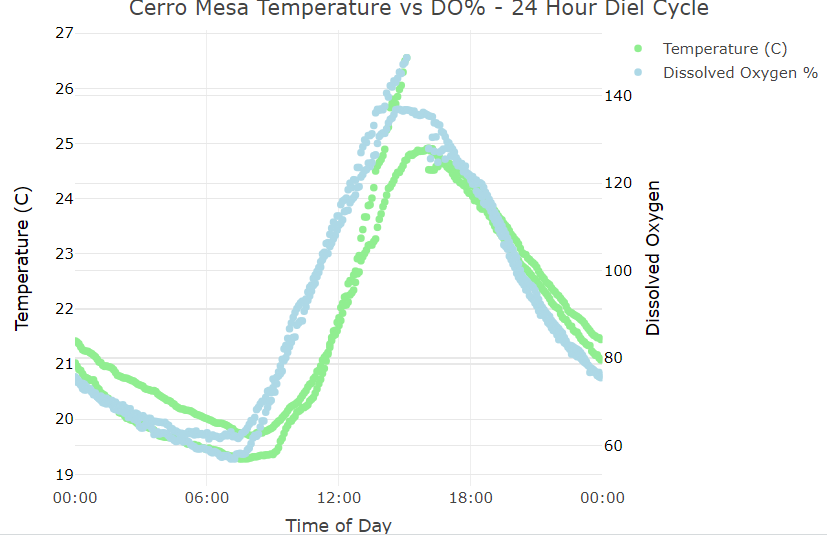 Cerro Mesa Temperature vs DO% - 24 Hour Diel Cycle
Temperature (C)
Dissolved Oxygen %
27
26
25
24
23
22
21
20
19
Temperature (C)
140
120
100
80
60
Dissolved Oxygen
00:00 06:00 12:00 18:00 00:00
Time of Day